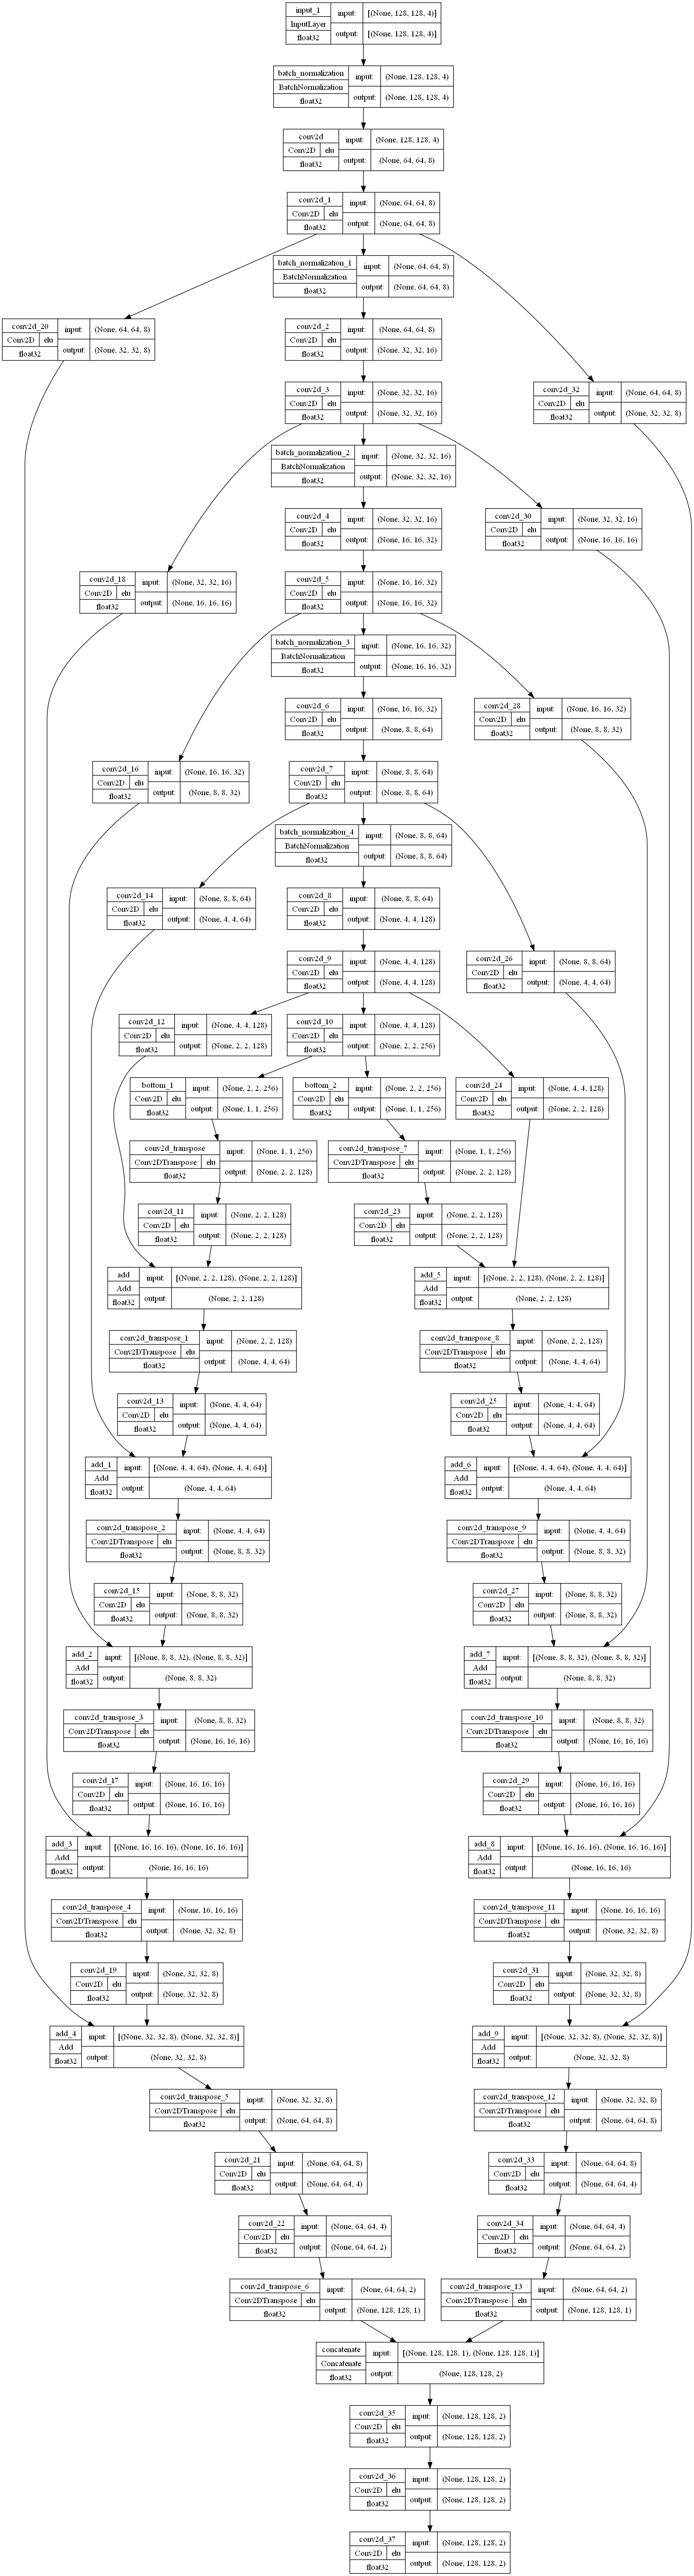 input_1 input: [(None, 128, 128, 4)]
InputLayer output: [(None, 128, 128, 4)]
float32
batch_normalization input: (None, 128, 128, 4)
BatchNormalization output: (None, 128, 128, 4)
float32
conv2d input: (None, 128, 128, 4)
Conv2D elu output: (None, 64, 64, 8)
float32
conv2d_1 input: (None, 64, 64, 8)
Conv2D elu output: (None, 64, 64, 8)
float32
batch_normalization_1 input: (None, 64, 64, 8)
BatchNormalization output: (None, 64, 64, 8)
float32
conv2d_20 input: (None, 64, 64, 8)
Conv2D elu output: (None, 32, 32, 8)
float32
conv2d_2 input: (None, 64, 64, 8)
Conv2D elu output: (None, 32, 32, 16)
float32
conv2d_3 input: (None, 32, 32, 16)
Conv2D elu output: (None, 32, 32, 16)
float32
conv2d_32 input: (None, 64, 64, 8)
Conv2D elu output: (None, 32, 32, 8)
float32
batch_normalization_2 input: (None, 32, 32, 16)
BatchNormalization output: (None, 32, 32, 16)
float32
conv2d_4 input: (None, 32, 32, 16)
Conv2D elu output: (None, 16, 16, 32)
float32
conv2d_30 input: (None, 32, 32, 16)
Conv2D elu output: (None, 16, 16, 16)
float32
conv2d_18 input: (None, 32, 32, 16)
Conv2D elu output: (None, 16, 16, 16)
float32
conv2d_5 input: (None, 16, 16, 32)
Conv2D elu output: (None, 16, 16, 32)
float32
batch_normalization_3 input: (None, 16, 16, 32)
BatchNormalization output: (None, 16, 16, 32)
float32
conv2d_6 input: (None, 16, 16, 32)
Conv2D elu output: (None, 8, 8, 64)
float32
conv2d_28 input: (None, 16, 16, 32)
Conv2D elu output: (None, 8, 8, 32)
float32
conv2d_16 input: (None, 16, 16, 32)
Conv2D elu output: (None, 8, 8, 32)
float32
conv2d_7 input: (None, 8, 8, 64)
Conv2D elu output: (None, 8, 8, 64)
float32
batch_normalization_4 input: (None, 8, 8, 64)
BatchNormalization output: (None, 8, 8, 64)
float32
conv2d_14 input: (None, 8, 8, 64)
Conv2D elu output: (None, 4, 4, 64)
float32
conv2d_8 input: (None, 8, 8, 64)
Conv2D elu output: (None, 4, 4, 128)
float32
conv2d_9 input: (None, 4, 4, 128)
Conv2D elu output: (None, 4, 4, 128)
float32
conv2d_26 input: (None, 8, 8, 64)
Conv2D elu output: (None, 4, 4, 64)
float32
conv2d_12 input: (None, 4, 4, 128)
Conv2D elu output: (None, 2, 2, 128)
float32
conv2d_10 input: (None, 4, 4, 128)
Conv2D elu output: (None, 2, 2, 256)
float32
bottom_1 input: (None, 2, 2, 256)
Conv2D elu output: (None, 1, 1, 256)
float32
bottom_2 input: (None, 2, 2, 256)
Conv2D elu output: (None, 1, 1, 256)
float32
conv2d_24 input: (None, 4, 4, 128)
Conv2D elu output: (None, 2, 2, 128)
float32
conv2d_transpose input: (None, 1, 1, 256)
Conv2DTranspose elu output: (None, 2, 2, 128)
float32
conv2d_transpose_7 input: (None, 1, 1, 256)
Conv2DTranspose elu output: (None, 2, 2, 128)
float32
conv2d_11 input: (None, 2, 2, 128)
Conv2D elu output: (None, 2, 2, 128)
float32
conv2d_23 input: (None, 2, 2, 128)
Conv2D elu output: (None, 2, 2, 128)
float32
add input: [(None, 2, 2, 128), (None, 2, 2, 128)]
Add output: (None, 2, 2, 128)
float32
add_5 input: [(None, 2, 2, 128), (None, 2, 2, 128)]
Add output: (None, 2, 2, 128)
float32
conv2d_transpose_1 input: (None, 2, 2, 128)
Conv2DTranspose elu output: (None, 4, 4, 64)
float32
conv2d_transpose_8 input: (None, 2, 2, 128)
Conv2DTranspose elu output: (None, 4, 4, 64)
float32
conv2d_13 input: (None, 4, 4, 64)
Conv2D elu output: (None, 4, 4, 64)
float32
conv2d_25 input: (None, 4, 4, 64)
Conv2D elu output: (None, 4, 4, 64)
float32
add_1 input: [(None, 4, 4, 64), (None, 4, 4, 64)]
Add output: (None, 4, 4, 64)
float32
add_6 input: [(None, 4, 4, 64), (None, 4, 4, 64)]
Add output: (None, 4, 4, 64)
float32
conv2d_transpose_2 input: (None, 4, 4, 64)
Conv2DTranspose elu output: (None, 8, 8, 32)
float32
conv2d_transpose_9 input: (None, 4, 4, 64)
Conv2DTranspose elu output: (None, 8, 8, 32)
float32
conv2d_15 input: (None, 8, 8, 32)
Conv2D elu output: (None, 8, 8, 32)
float32
conv2d_27 input: (None, 8, 8, 32)
Conv2D elu output: (None, 8, 8, 32)
float32
add_2 input: [(None, 8, 8, 32), (None, 8, 8, 32)]
Add output: (None, 8, 8, 32)
float32
add_7 input: [(None, 8, 8, 32), (None, 8, 8, 32)]
Add output: (None, 8, 8, 32)
float32
conv2d_transpose_3 input: (None, 8, 8, 32)
Conv2DTranspose elu output: (None, 16, 16, 16)
float32
conv2d_transpose_10 input: (None, 8, 8, 32)
Conv2DTranspose elu output: (None, 16, 16, 16)
float32
conv2d_17 input: (None, 16, 16, 16)
Conv2D elu output: (None, 16, 16, 16)
float32
conv2d_29 input: (None, 16, 16, 16)
Conv2D elu output: (None, 16, 16, 16)
float32
add_3 input: [(None, 16, 16, 16), (None, 16, 16, 16)]
Add output: (None, 16, 16, 16)
float32
add_8 input: [(None, 16, 16, 16), (None, 16, 16, 16)]
Add output: (None, 16, 16, 16)
float32
conv2d_transpose_4 input: (None, 16, 16, 16)
Conv2DTranspose elu output: (None, 32, 32, 8)
float32
conv2d_transpose_11 input: (None, 16, 16, 16)
Conv2DTranspose elu output: (None, 32, 32, 8)
float32
conv2d_19 input: (None, 32, 32, 8)
Conv2D elu output: (None, 32, 32, 8)
float32
conv2d_31 input: (None, 32, 32, 8)
Conv2D elu output: (None, 32, 32, 8)
float32
add_4 input: [(None, 32, 32, 8), (None, 32, 32, 8)]
Add output: (None, 32, 32, 8)
float32
add_9 input: [(None, 32, 32, 8), (None, 32, 32, 8)]
Add output: (None, 32, 32, 8)
float32
conv2d_transpose_5 input: (None, 32, 32, 8)
Conv2DTranspose elu output: (None, 64, 64, 8)
float32
conv2d_transpose_12 input: (None, 32, 32, 8)
Conv2DTranspose elu output: (None, 64, 64, 8)
float32
conv2d_21 input: (None, 64, 64, 8)
Conv2D elu output: (None, 64, 64, 4)
float32
conv2d_33 input: (None, 64, 64, 8)
Conv2D elu output: (None, 64, 64, 4)
float32
conv2d_22 input: (None, 64, 64, 4)
Conv2D elu output: (None, 64, 64, 2)
float32
conv2d_34 input: (None, 64, 64, 4)
Conv2D elu output: (None, 64, 64, 2)
float32
conv2d_transpose_6 input: (None, 64, 64, 2)
Conv2DTranspose elu output: (None, 128, 128, 1)
float32
conv2d_transpose_13 input: (None, 64, 64, 2)
Conv2DTranspose elu output: (None, 128, 128, 1)
float32
concatenate input: [(None, 128, 128, 1), (None, 128, 128, 1)]
Concatenate output: (None, 128, 128, 2)
float32
conv2d_35 input: (None, 128, 128, 2)
Conv2D elu output: (None, 128, 128, 2)
float32
conv2d_36 input: (None, 128, 128, 2)
Conv2D elu output: (None, 128, 128, 2)
float32
conv2d_37 input: (None, 128, 128, 2)
Conv2D elu output: (None, 128, 128, 2)
float32